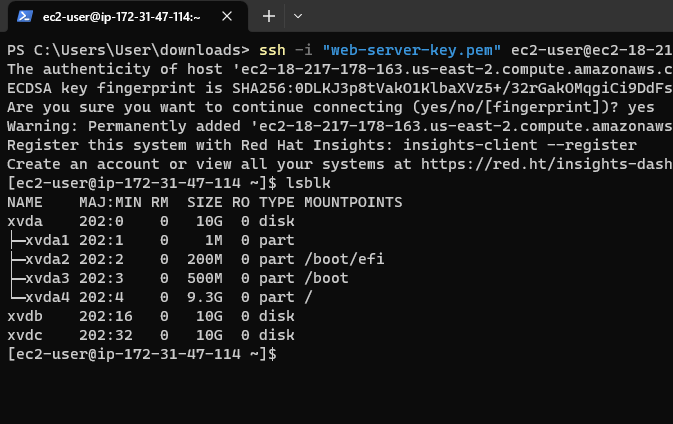 ec2-user@ip-172-31-47-114:~
PS C:\Users\User\downloads> ssh -i "web-server-key.pem" ec2-user@ec2-18-21
The authenticity of host 'ec2-18-217-178-163.us-east-2.compute.amazonaws.c
ECDSA key fingerprint is SHA256:0DLKJ3p8tVakO1KlbaXVz5+/32rGakOMqgiCi9DdFs
Are you sure you want to continue connecting (yes/no/[fingerprint])? yes
Warning: Permanently added 'ec2-18-217-178-163.us-east-2.compute.amazonaws
Register this system with Red Hat Insights: insights-client --register
Create an account or view all your systems at https://red.ht/insights-dash
[ec2-user@ip-172-31-47-114 ~]$ lsblk
NAME    MAJ:MIN RM  SIZE RO TYPE MOUNTPOINTS
xvda    202:0    0   10G  0 disk
├─xvda1 202:1    0    1M  0 part
├─xvda2 202:2    0  200M  0 part /boot/efi
├─xvda3 202:3    0  500M  0 part /boot
└─xvda4 202:4    0  9.3G  0 part /
xvdb    202:16   0   10G  0 disk
xvdc    202:32   0   10G  0 disk
[ec2-user@ip-172-31-47-114 ~]$